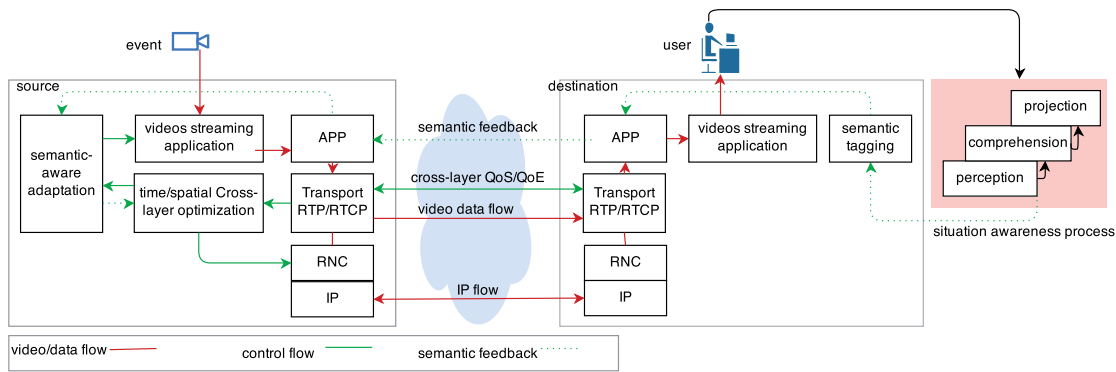 event
user
source
destination
projection
videos streaming
application
APP
semantic feedback
APP
videos streaming
application
semantic
tagging
comprehension
semantic-
aware
adaptation
perception
time/spatial Cross-
layer optimization
Transport
RTP/RTCP
cross-layer QoS/QoE
video data flow
Transport
RTP/RTCP
situation awareness process
RNC
RNC
IP
IP flow
IP
video/data flow
control flow
semantic feedback